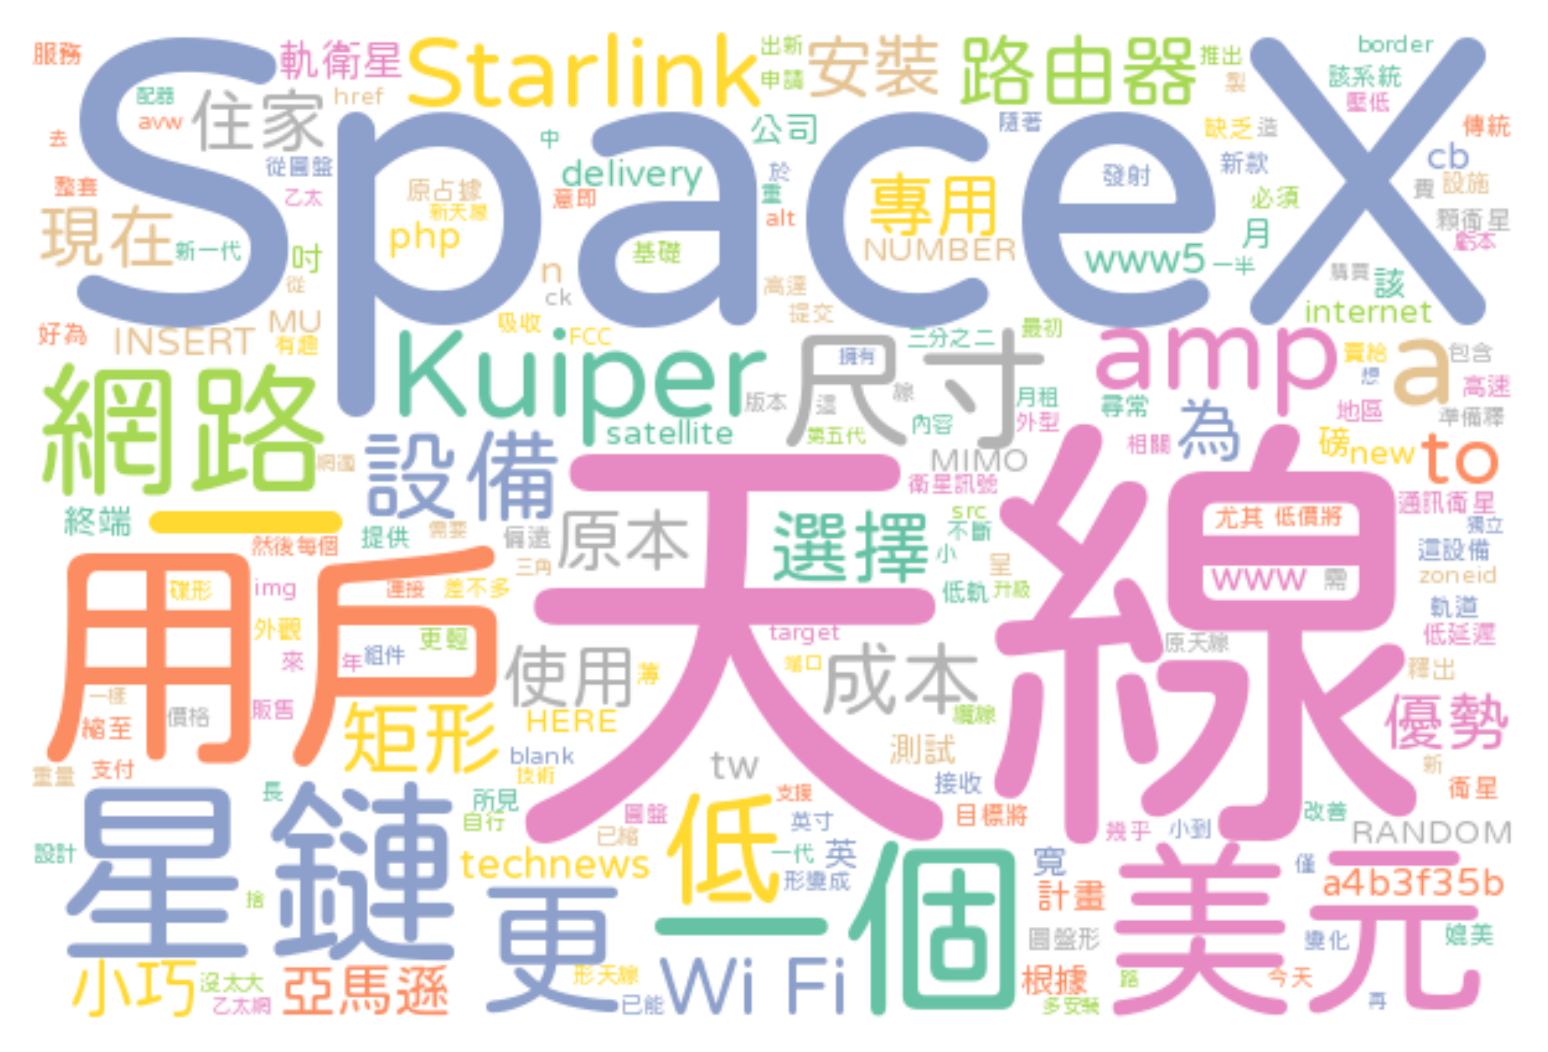 服務
SpaceX
軌衛星
Starlink
出新
申請
安裝
路由器
推出
製
border
該系統
壓低
配器
avw
住家
href
去
中
公司
隨著
缺乏
造
傳統
從圓盤
整套
乙太
原占據
新天線
意即
delivery
於
重
alt
專用
NUMBER
發射
新款
cb
費
設施
必須
顆衛星
虧本
現在
新一代
吋
從
php
基礎
n
ck
高達
提交
www5
一半
月
購買
該
internet
好為
INSERT
MU
有趣
吸收
FCC
三分之二
最初
Kuiper
尺寸
擁有
amp
賣給
想
a
包含
高速
網路
版本
這
線
月租
外型
尋常
地區
準備釋
satellite
第五代
內容
設備
MIMO
相關
為
磅
new
to
衛星訊號
天線
通訊衛星
終端
一
提供
需要
偏遠
原本
選擇
src
不斷
小
尤其
低價將
獨立
然後每個
三角
呈
這設備
用戶
碟形
img
連接
差不多
低軌
升級
www
需
zoneid
軌道
外觀
更輕
target
低延遲
來
年
組件
使用
薄
端口
成本
原天線
釋出
一樣
價格
販售
縮至
矩形
HERE
纜線
優勢
重量
支付
blank
技術
tw
測試
接收
新
衛星
星鏈
長
所見
自行
圓盤
支援
低
英寸
目標將
幾乎
小到
改善
RANDOM
設計
已縮
technews
一代
英
形變成
個
寬
計畫
美元
僅
a4b3f35b
捨
更
一
圓盤形
變化
媲美
小巧
沒太大
乙太網
亞馬遜
形天線
已能
Wi Fi
根據
多安裝
路
今天
再